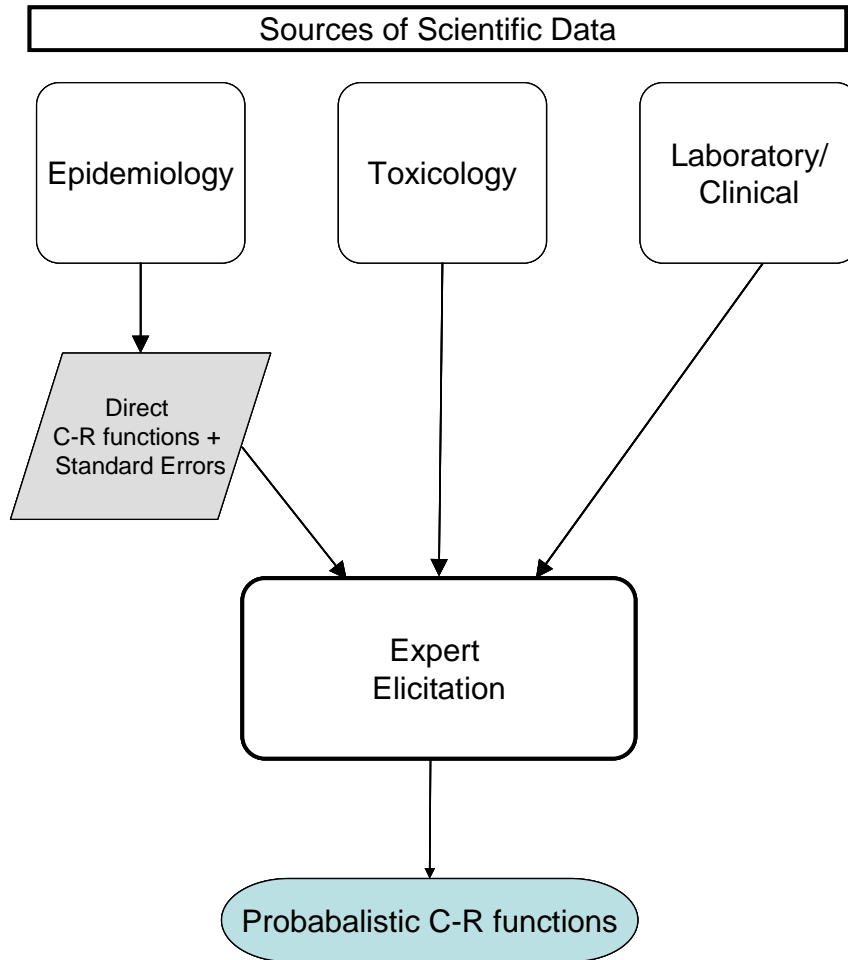 Sources of Scientific Data
Epidemiology
Toxicology
Laboratory/
Clinical
Direct
C-R functions +
Standard Errors
Expert
Elicitation
Probabalistic C-R functions